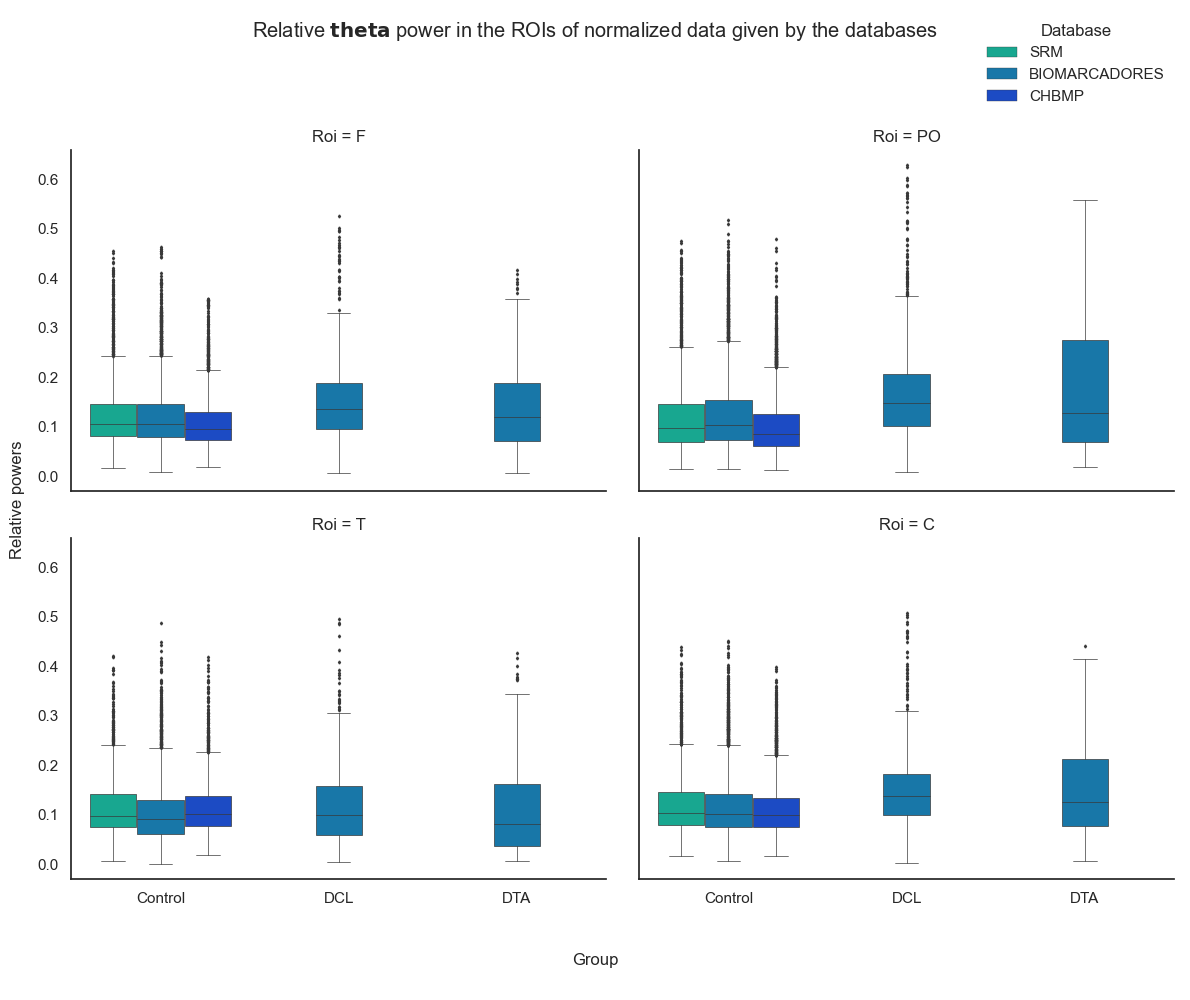 Relative theta power in the ROIs of normalized data given by the databases
Database
SRM
BIOMARCADORES
CHBMP
Roi = F
Roi = PO
0.6
0.5
0.4
0.3
0.2
0.1
0.0
Relative powers
Roi = T
Roi = C
0.6
0.5
0.4
0.3
0.2
0.1
0.0
Control
DCL
DTA
Control
DCL
DTA
Group